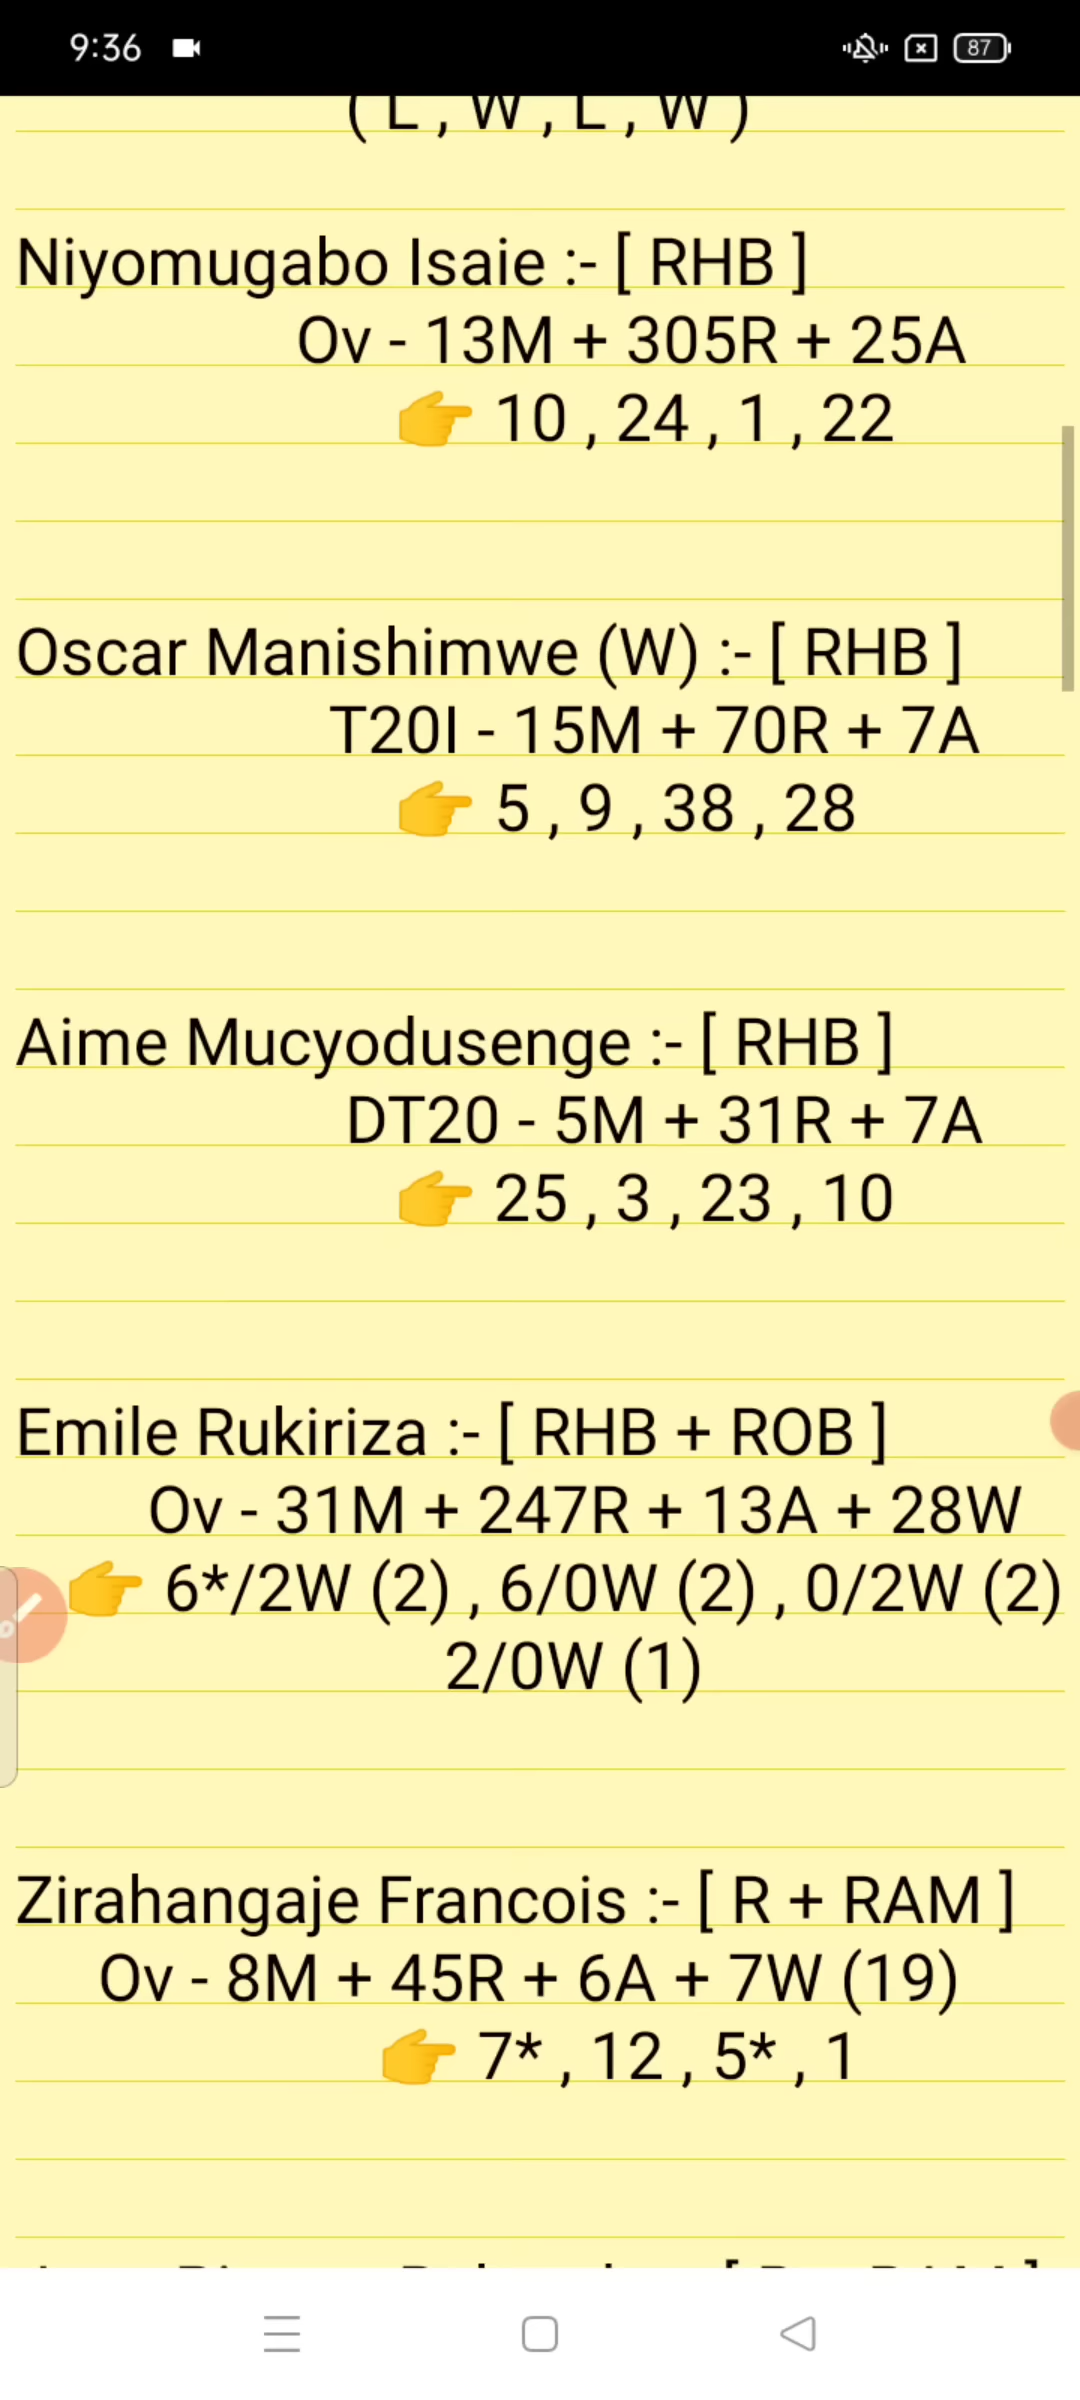 9:36
87
( L , W , L , W )
Niyomugabo Isaie :- [ RHB ]
Ov - 13M + 305R + 25A
👉 10 , 24 , 1 , 22
Oscar Manishimwe (W) :- [ RHB ]
T20I - 15M + 70R + 7A
👉 5 , 9 , 38 , 28
Aime Mucyodusenge :- [ RHB ]
DT20 - 5M + 31R + 7A
👉 25 , 3 , 23 , 10
Emile Rukiriza :- [ RHB + ROB ]
Ov - 31M + 247R + 13A + 28W
👉 6*/2W (2) , 6/0W (2) , 0/2W (2)
2/0W (1)
Zirahangaje Francois :- [ R + RAM ]
Ov - 8M + 45R + 6A + 7W (19)
👉 7* , 12 , 5* , 1